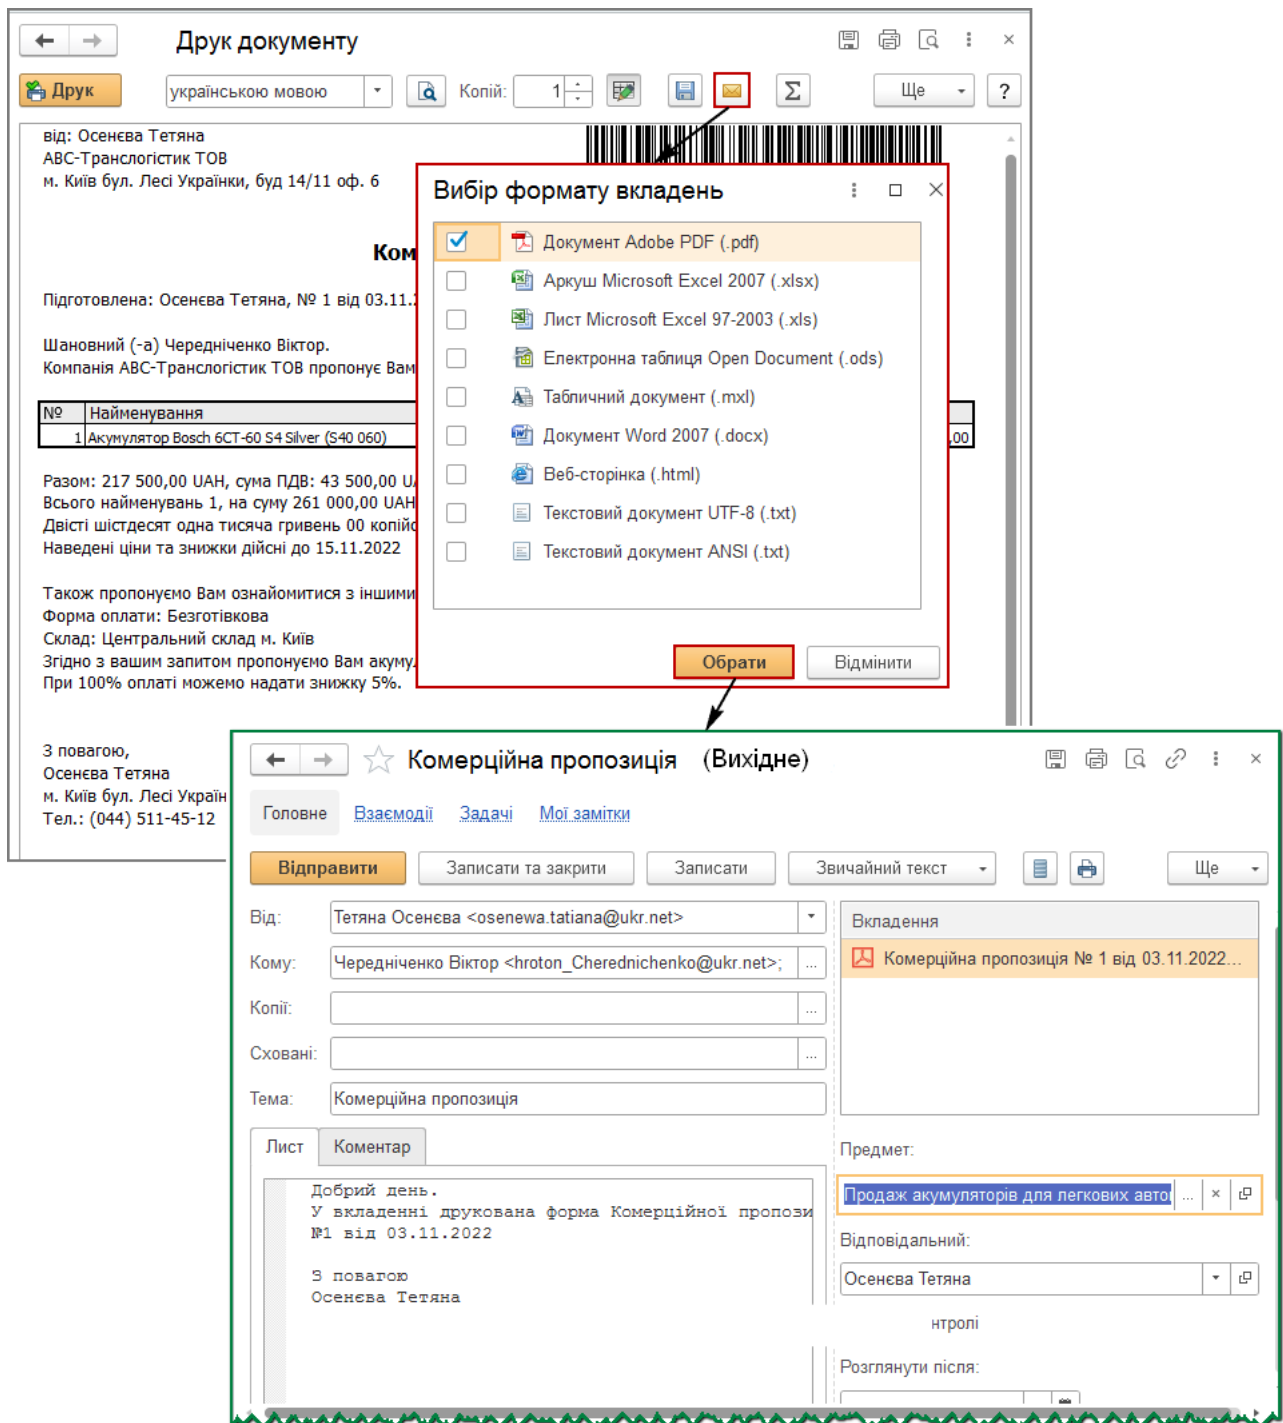 Друк документу
Друк
українською мовою
Копій:
1
Σ
Ще
?
від: Осенєва Тетяна
АВС-Транслогістик ТОВ
м. Київ бул. Лесі Українки, буд 14/11 оф. 6
Підготовлена: Осенєва Тетяна, № 1 від 03.11.
Шановний (-а) Чередніченко Віктор.
Компанія АВС-Транслогістик ТОВ пропонує Вам
№ Найменування
1 Акумулятор Bosch 6СТ-60 S4 Silver (S40 060)
,00
Разом: 217 500,00 UAH, сума ПДВ: 43 500,00
Всього найменувань 1, на суму 261 000,00 UAH
Двісті шістдесят одна тисяча гривень 00
Наведені ціни та знижки дійсні до 15.11.2022
Також пропонуємо Вам ознайомитися з іншими
Форма оплати: Безготівкова
Склад: Центральний склад м. Київ
Згідно з вашим запитом пропонуємо Вам
При 100% оплаті можемо надати знижку 5%.
З повагою,
Осенєва Тетяна
м. Київ бул. Лесі
Тел.: (044) 511-45-12
Вибір формату вкладень
Документ Adobe PDF (.pdf)
Аркуш Microsoft Excel 2007 (.xlsx)
Лист Microsoft Excel 97-2003 (.xls)
Електронна таблиця Open Document (.ods)
Табличний документ (.mxl)
Документ Word 2007 (.docx)
Веб-сторінка (.html)
Текстовий документ UTF-8 (.txt)
Текстовий документ ANSI (.txt)
Обрати
Відмінити
Комерційна пропозиція (Вихідне)
Головне Взаємодії Задачі Мої замітки
Відправити
Записати та закрити
Записати
Звичайний текст
Ще
Від: Тетяна Осенєва <osenewa.tatiana@ukr.net>
Кому: Чередніченко Віктор <hroton_Cherednichenko@ukr.net>;
Копії:
Сховані:
Тема: Комерційна пропозиція
Лист
Коментар
Добрий день.
У вкладенні друкована форма Комерційної пропози
№1 від 03.11.2022
З повагою
Осенєва Тетяна
Вкладення
Комерційна пропозиція № 1 від 03.11.2022...
Предмет:
Продаж акумуляторів для легкових авто
Відповідальний:
Осенєва Тетяна
нтролі
Розглянути після: